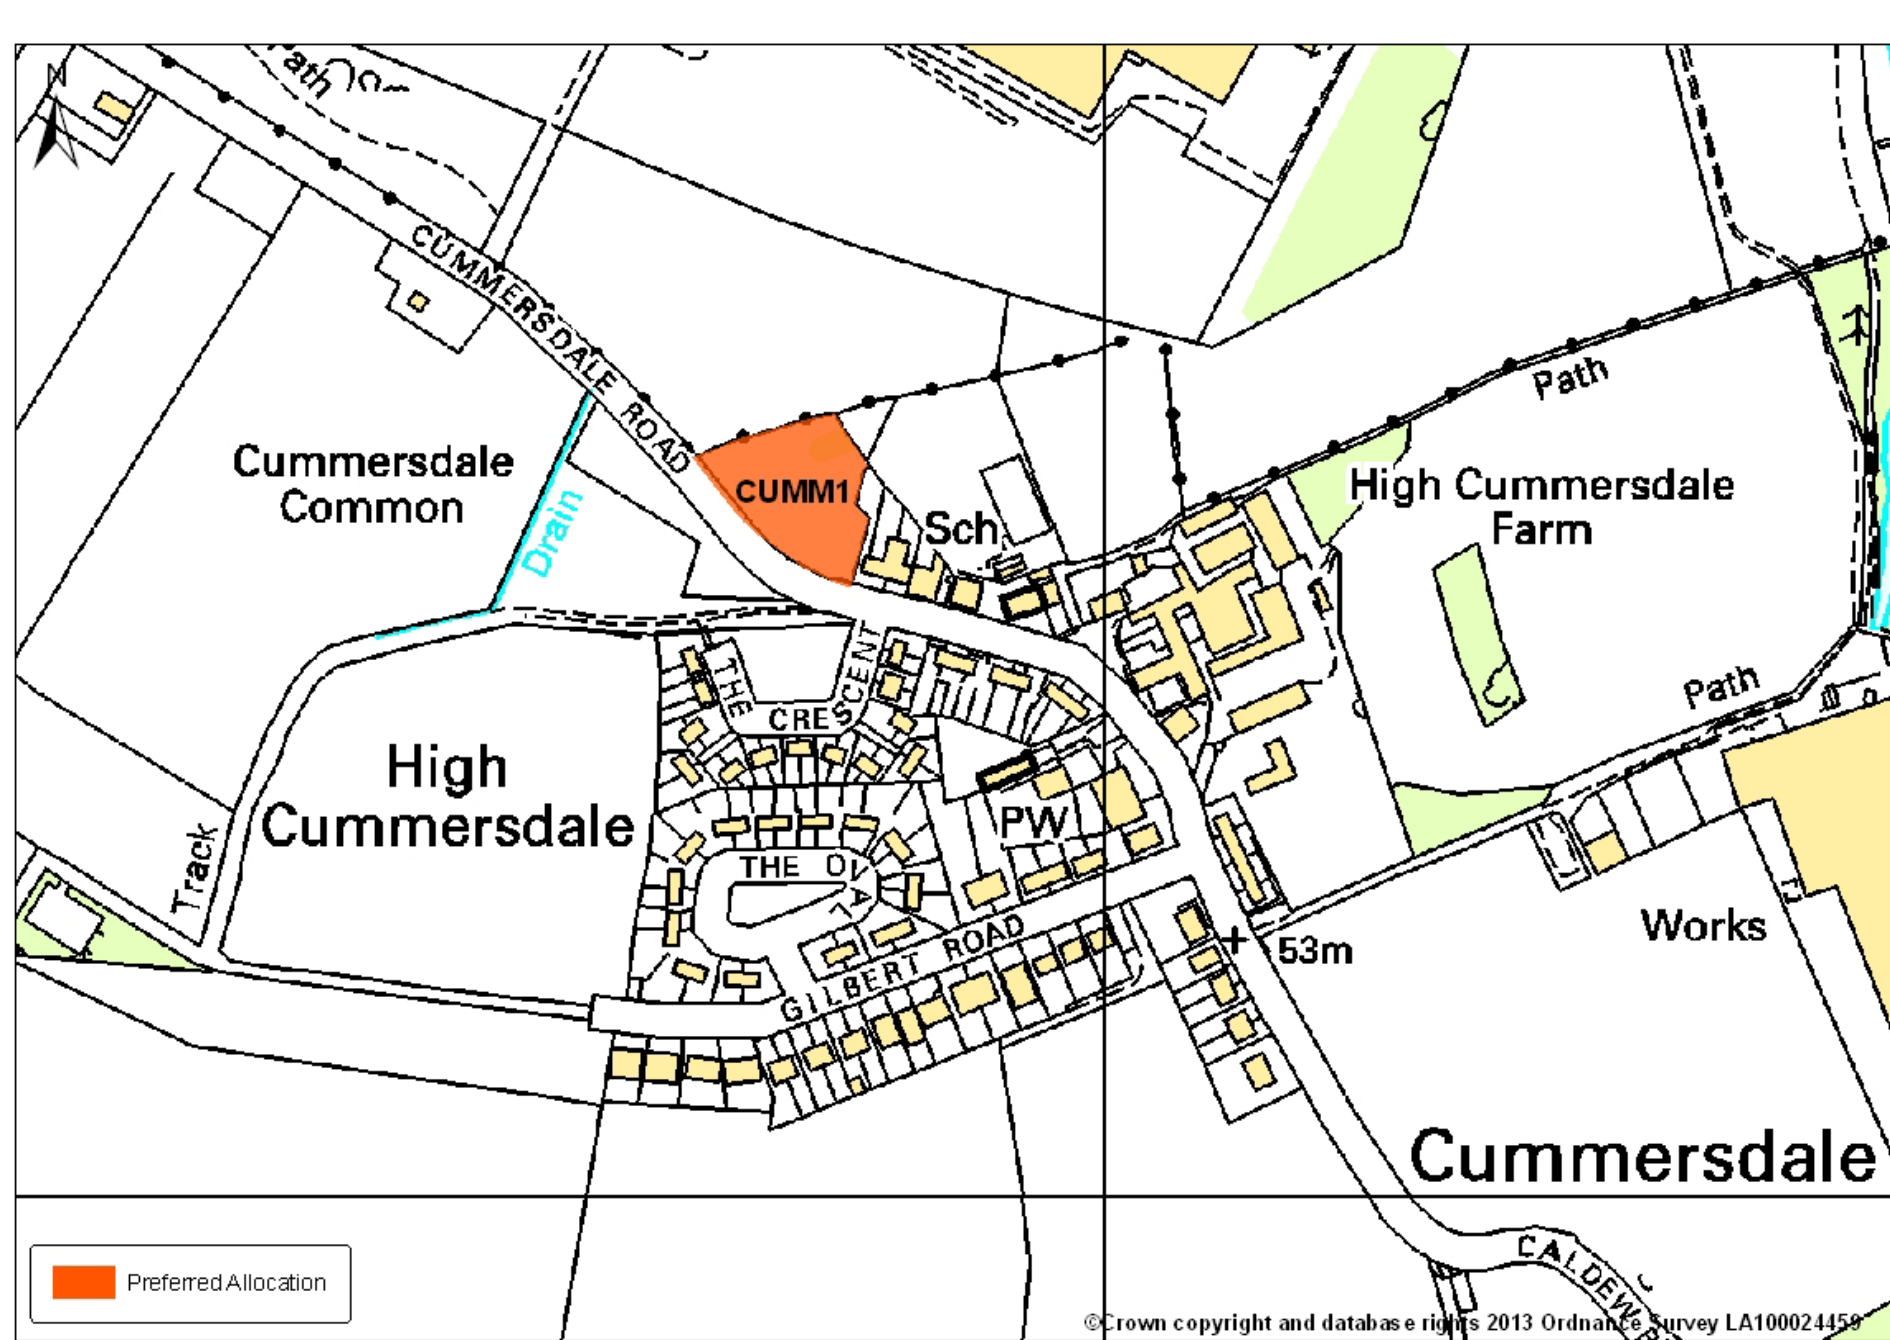 N
Path
CUMMERSDALE ROAD
Path
Cummersdale
Common
Drain
CUMM1
Sch
High Cummersdale
Farm
THE
CRESCENT
Path
High
Cummersdale
PW
Track
THE OVAL
GILBERT ROAD
53m
Works
Cummersdale
CALDEW
Preferred Allocation
©Crown copyright and database rights 2013 Ordnance Survey LA100024459